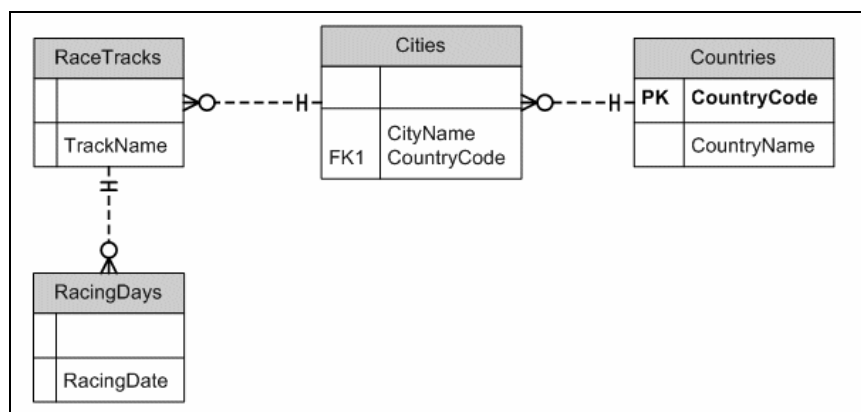 RaceTracks
TrackName
Cities
CityName
FK1 CountryCode
Countries
PK CountryCode
CountryName
RacingDays
RacingDate